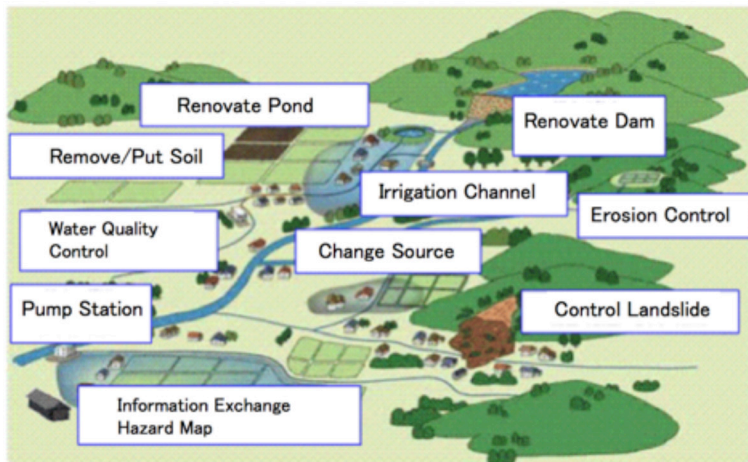 Renovate Pond
Renovate Dam
Remove/Put Soil
Irrigation Channel
Erosion Control
Water Quality
Control
Change Source
Pump Station
Control Landslide
Information Exchange
Hazard Map